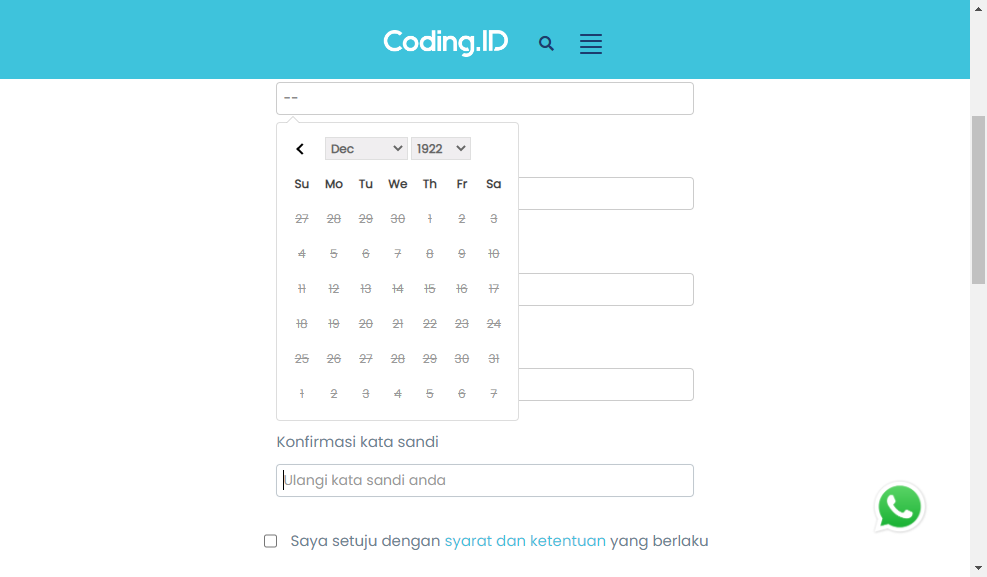 Coding.ID
--
Dec 1922
Su Mo Tu We Th Fr Sa
27 28 29 30 1 2 3
4 5 6 7 8 9 10
11 12 13 14 15 16 17
18 19 20 21 22 23 24
25 26 27 28 29 30 31
1 2 3 4 5 6 7
Konfirmasi kata sandi
Ulangi kata sandi anda
Saya setuju dengan syarat dan ketentuan yang berlaku